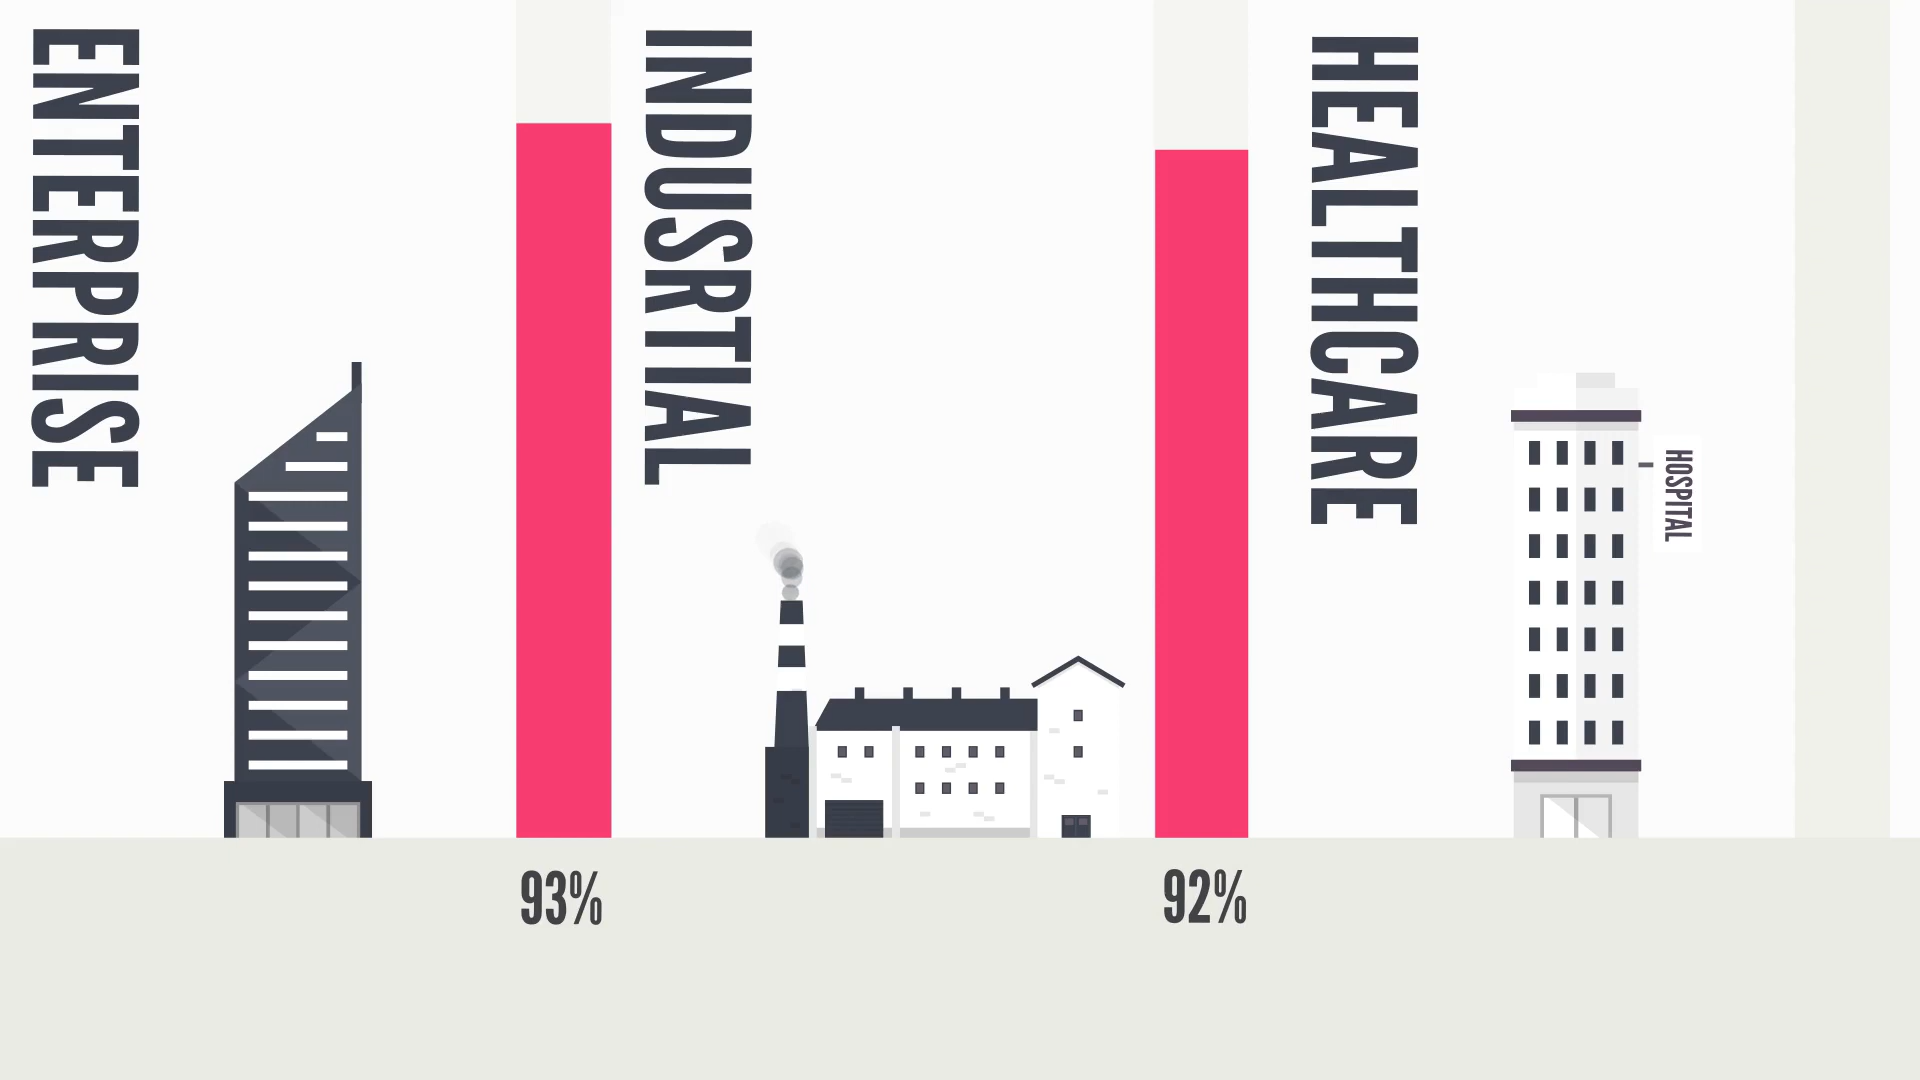 ENTERPRISE
93%
INDUSRTIAL
92%
HEALTHCARE
HOSPITAL